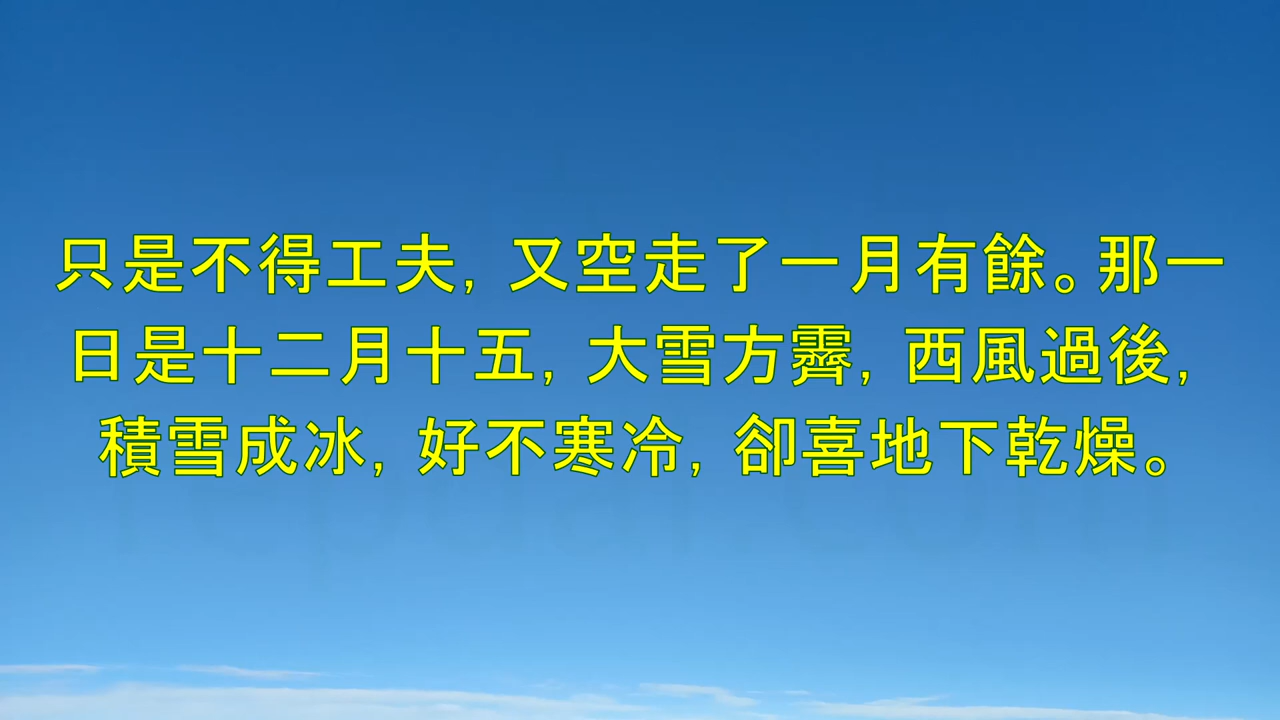 只是不得工夫，又空走了一月有餘。那一
日是十二月十五，大雪方霽，西風過後，
積雪成冰，好不寒冷，卻喜地下乾燥。